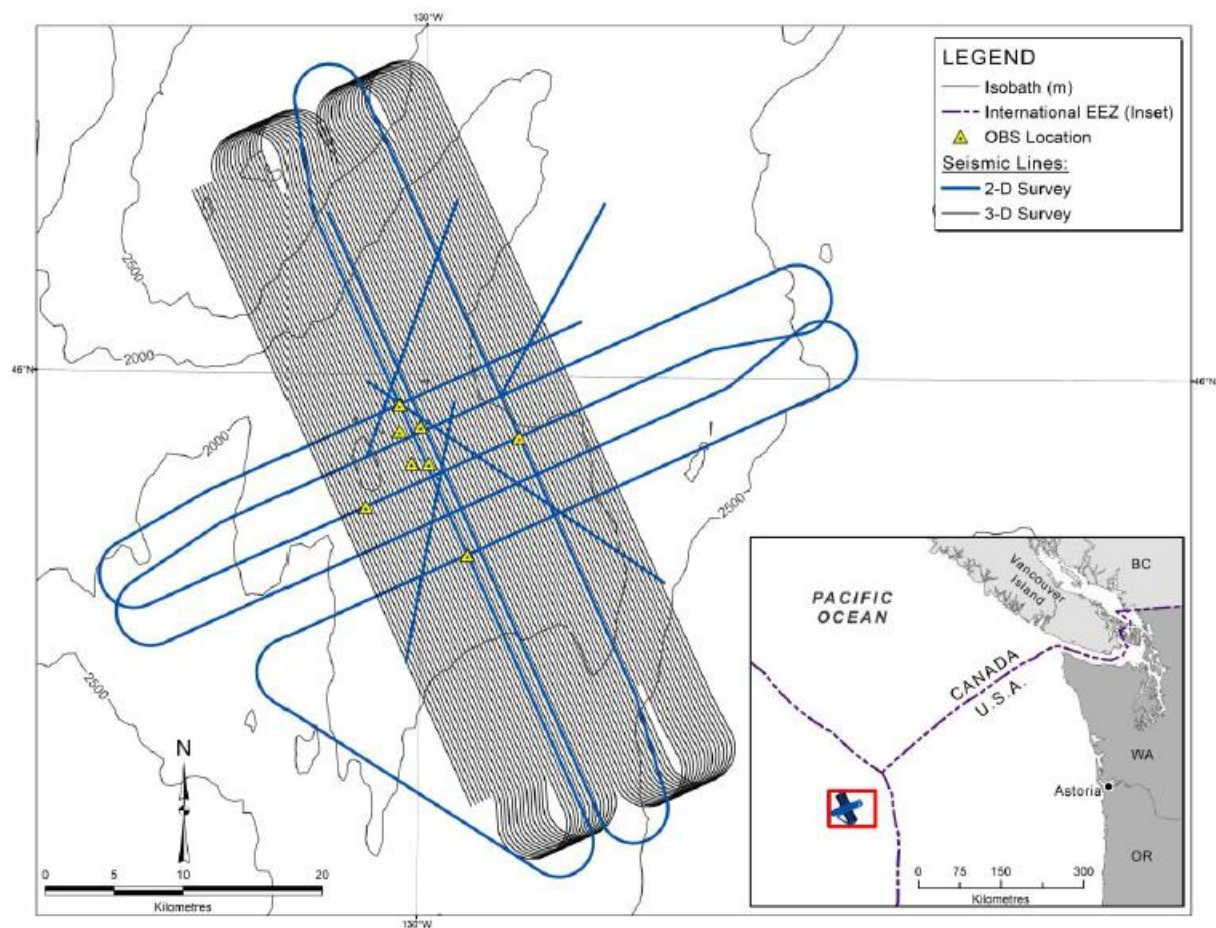 130°W
LEGEND
Isobath (m)
International EEZ (Inset)
OBS Location
Seismic Lines:
2-D Survey
3-D Survey
2500
2000
46°N
46°N
2000
2500
2500
N
0 5 10 20
Kilometres
130°W
BC
Vancouver
Island
PACIFIC
OCEAN
CANADA
U.S.A.
WA
Astoria
OR
0 75 150 300
Kilometres